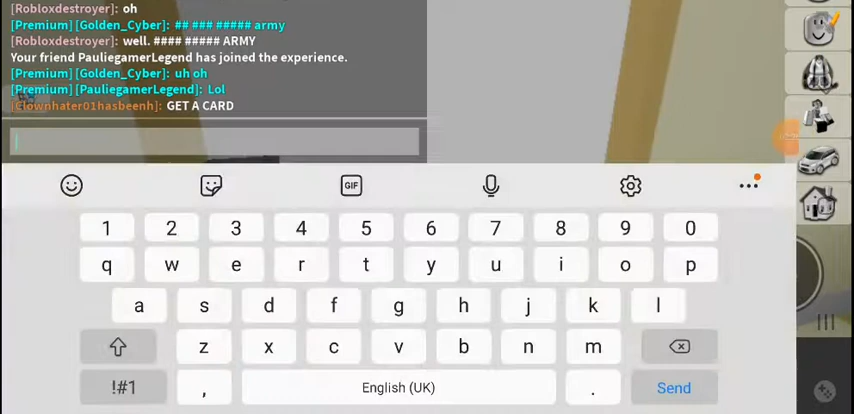 [Robloxdestroyer]: oh
[Premium] [Golden_Cyber]: ## ### ##### army
[Robloxdestroyer]: well. #### ##### ARMY
Your friend PauliegamerLegend has joined the experience.
[Premium] [Golden_Cyber]: uh oh
[Premium] [PauliegamerLegend]: Lol
[Clownhater01hasbeenh]: GET A CARD
GIF
1 2 3 4 5 6 7 8 9 0
q w e r t y u i o p
a s d f g h j k l
z x c v b n m
!#1 , English (UK) . Send